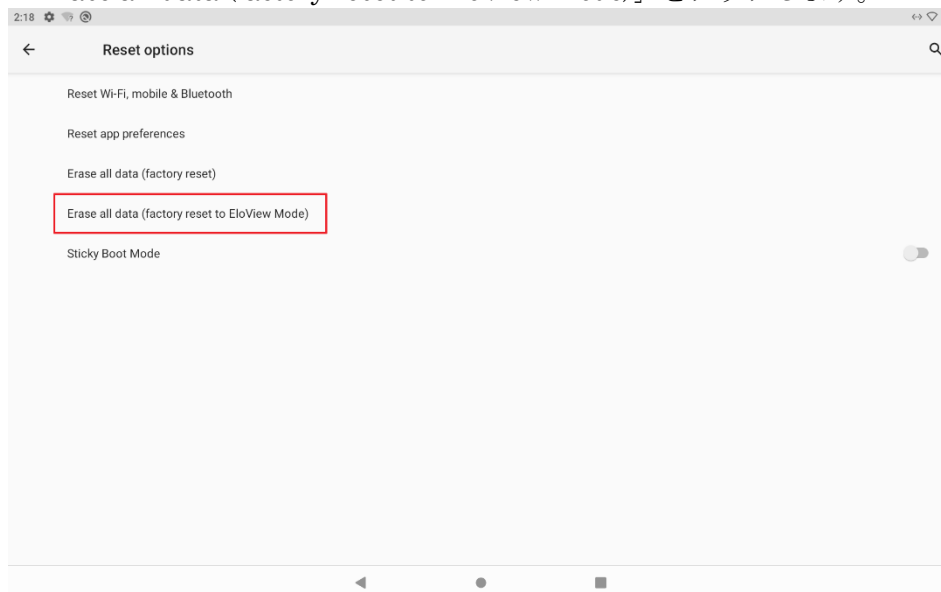 2:18
Reset options
Reset Wi-Fi, mobile & Bluetooth
Reset app preferences
Erase all data (factory reset)
Erase all data (factory reset to EloView Mode)
Sticky Boot Mode